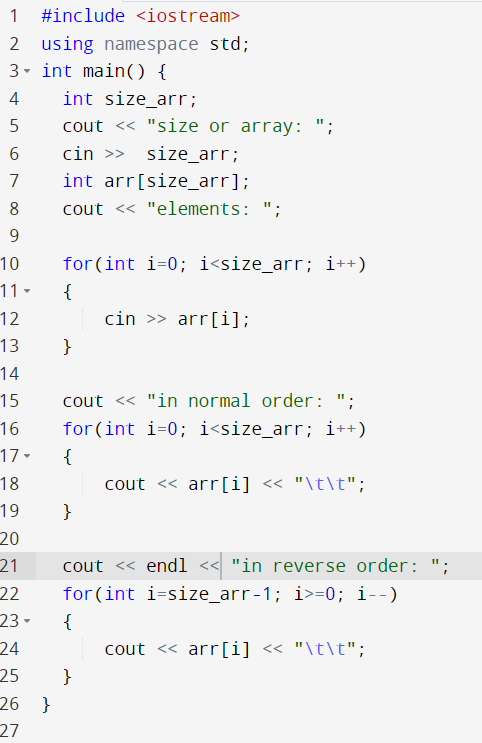 1 #include <iostream>
2 using namespace std;
3 int main() {
4 int size_arr;
5 cout << "size or array: ";
6 cin >>  size_arr;
7 int arr[size_arr];
8 cout << "elements: ";
9
10 for(int i=0; i<size_arr; i++)
11 {
12 cin >> arr[i];
13 }
14
15 cout << "in normal order: ";
16 for(int i=0; i<size_arr; i++)
17 {
18 cout << arr[i] << "\t\t";
19 }
20
21 cout << endl << "in reverse order: ";
22 for(int i=size_arr-1; i>=0; i--)
23 {
24 cout << arr[i] << "\t\t";
25 }
26 }
27